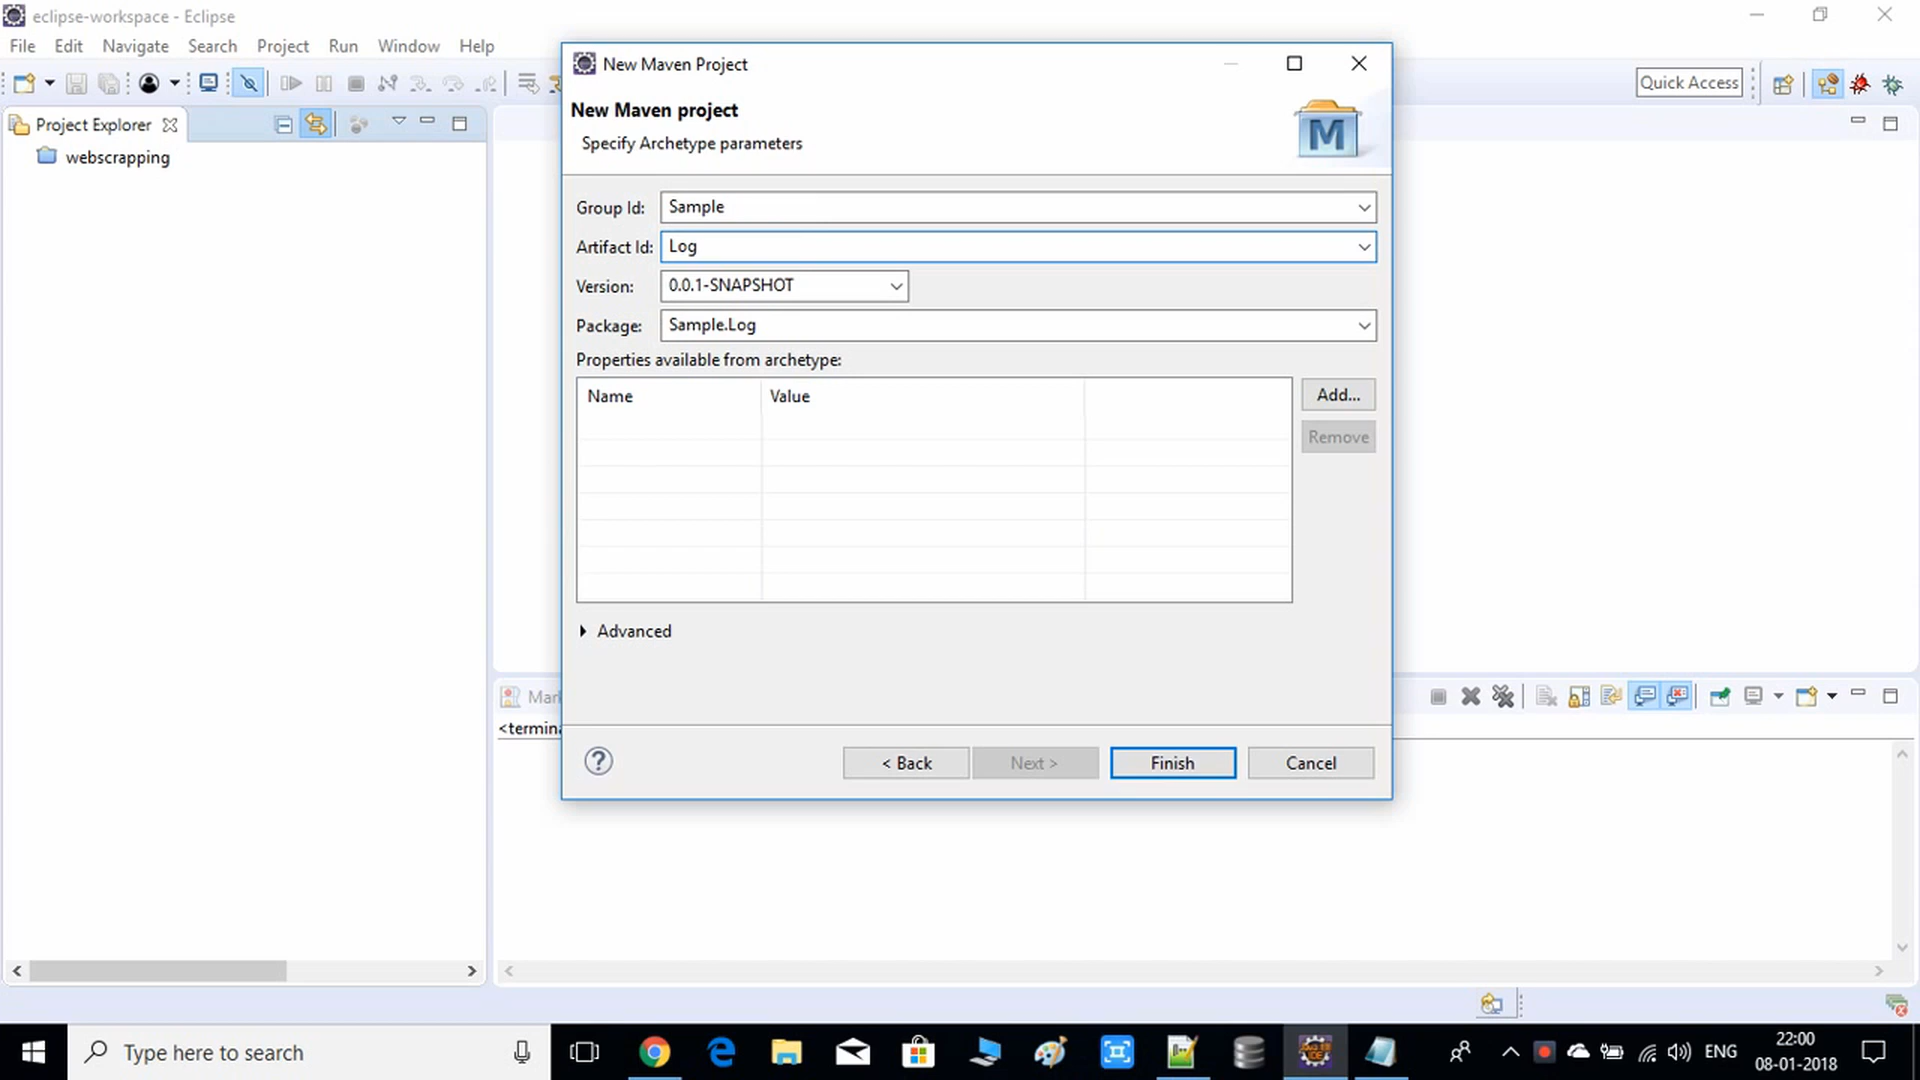 eclipse-workspace - Eclipse
File Edit Navigate Search Project Run Window Help
Quick Access
Project Explorer
webscrapping
New Maven Project
New Maven project
Specify Archetype parameters
M
Group Id: Sample
Artifact Id: Log
Version: 0.0.1-SNAPSHOT
Package: Sample.Log
Properties available from archetype:
Name Value
Add...
Remove
Advanced
< Back Next > Finish Cancel
Type here to search
ENG
22:00
08-01-2018